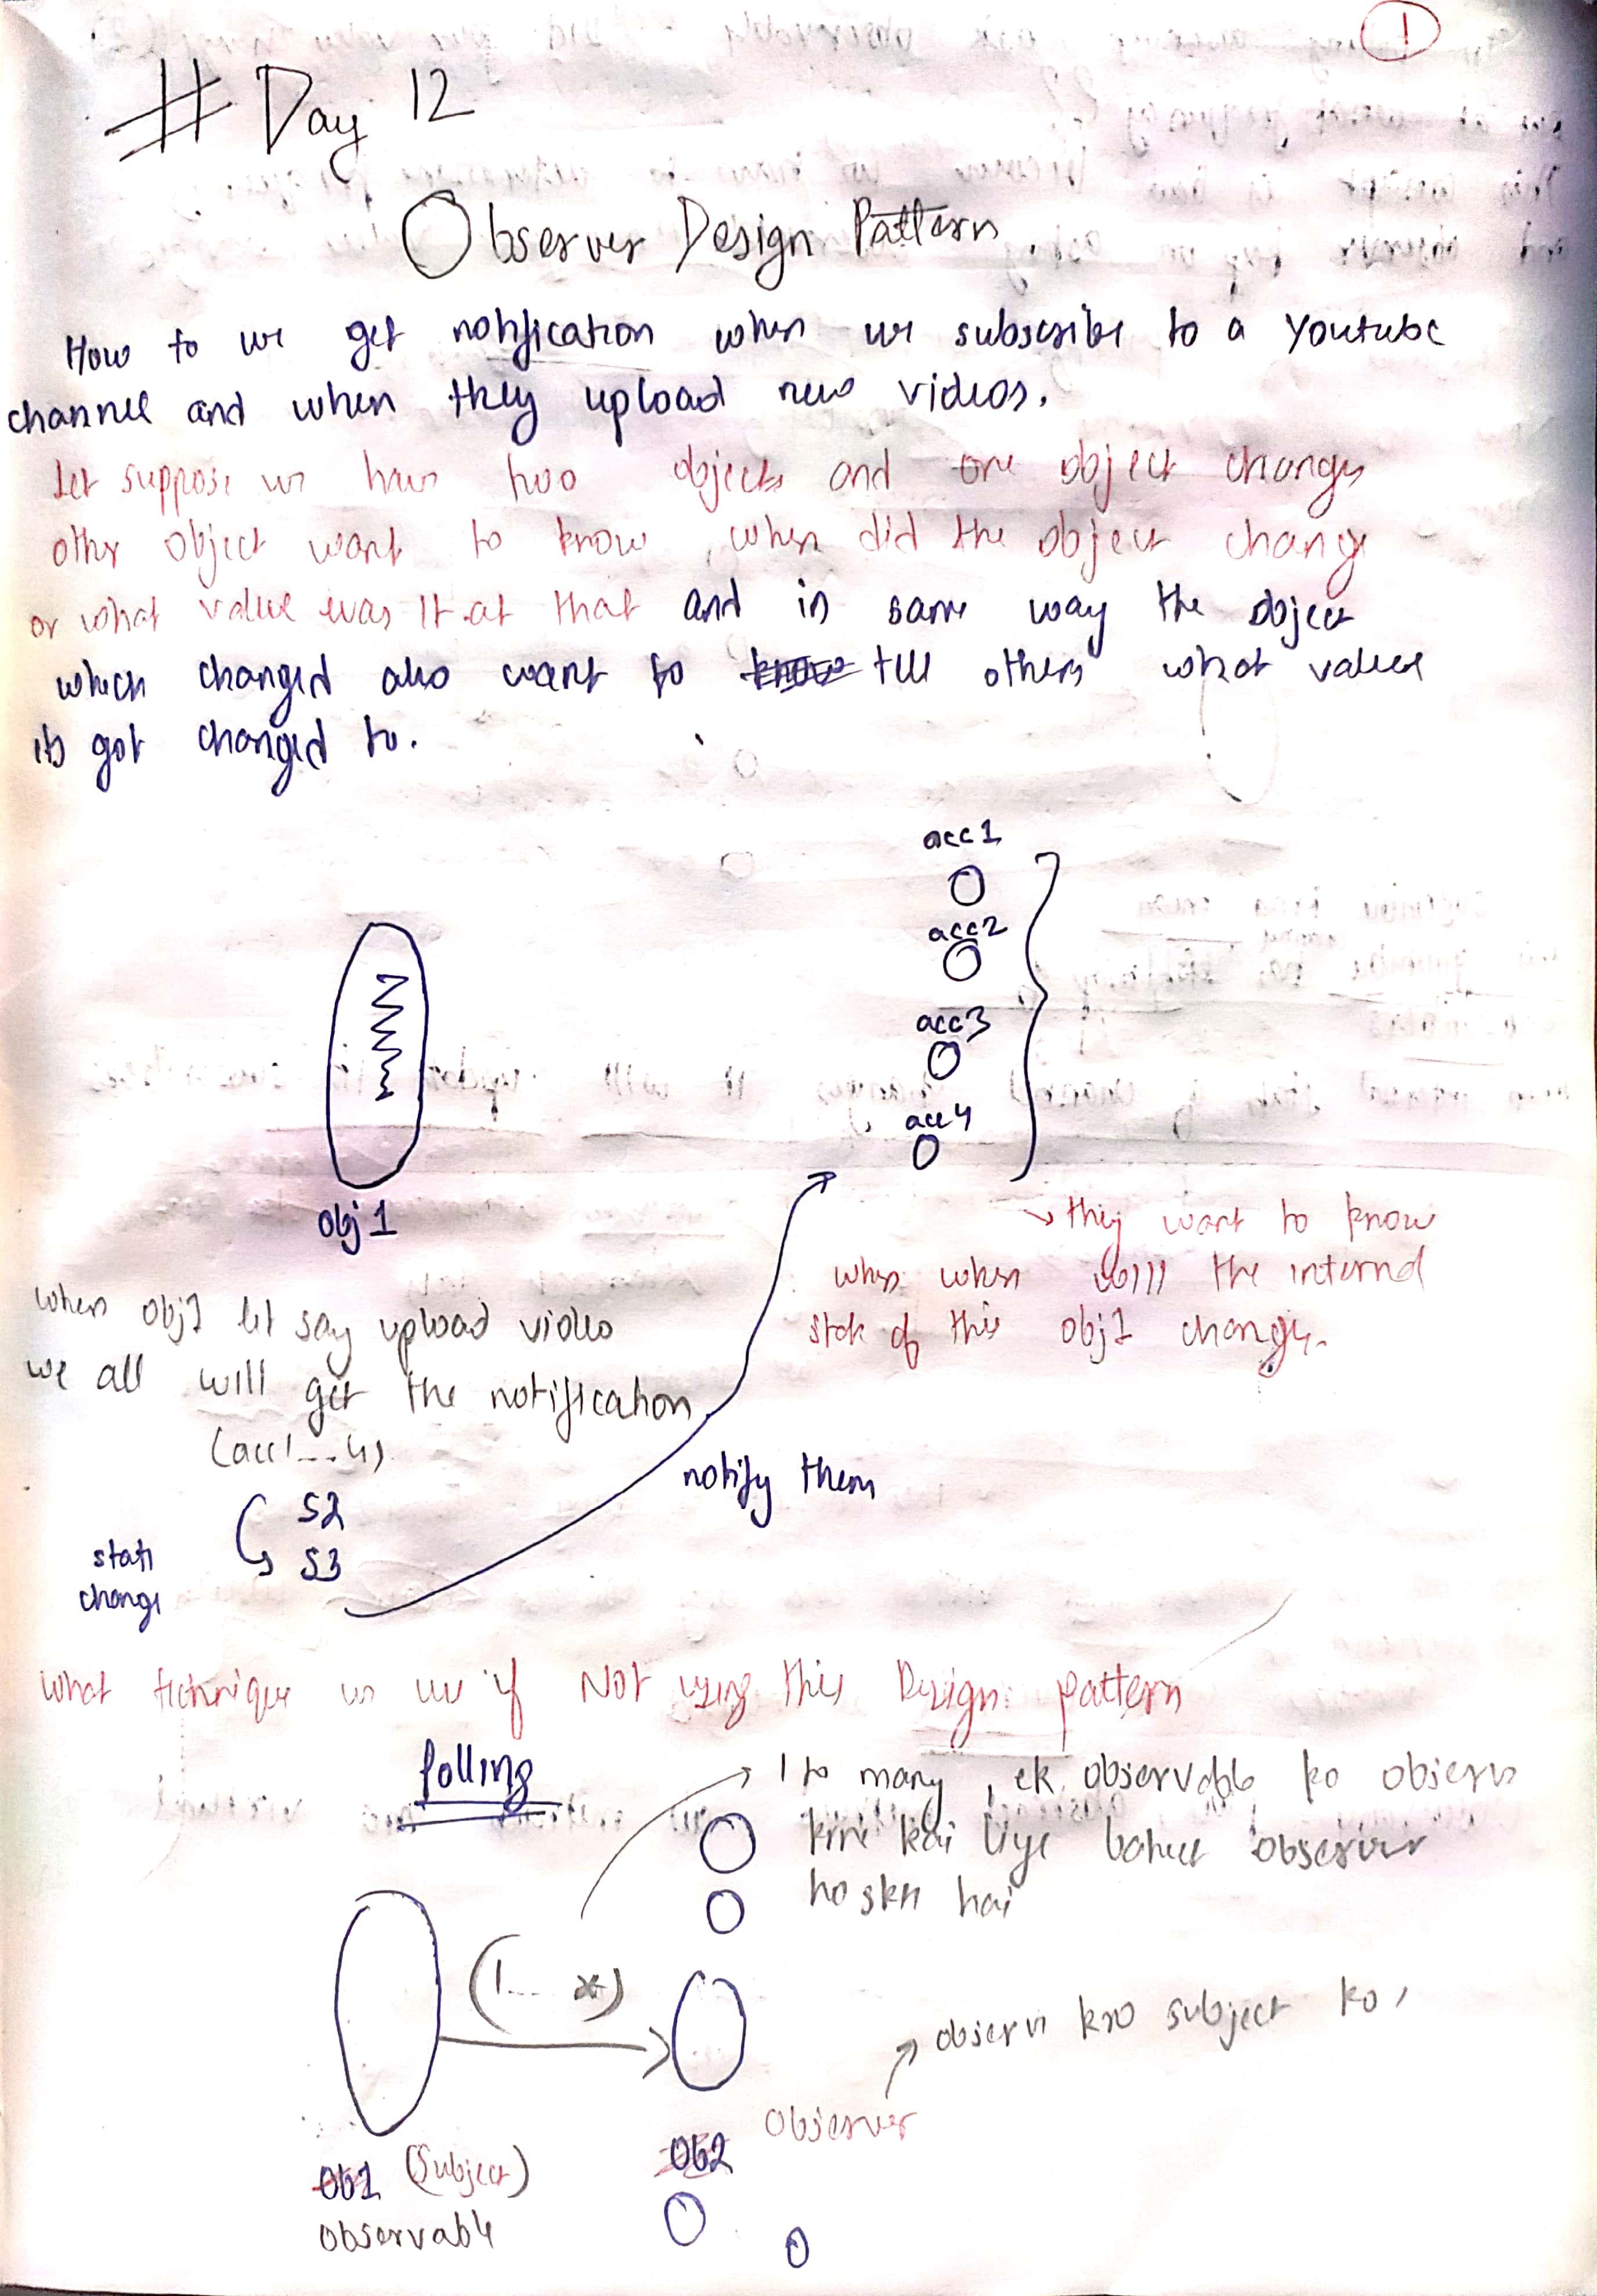 1
# Day 12
Observer Design Pattern
How to we get notification when we subscribe to a Youtube
channel and when they upload new videos.
let suppose we have two objects and one object changes
other object want to know, when did the object change
or what value was it at that and in same way the object
which changed also want to know tell others what value
its got changed to.
acc1
acc2
acc3
acc4
obj1
they want to know
when when will the internal
state of this obj1 change.
when obj1 let say upload video
we all will get the notification
(acc1...4)
S2
S3
state
change
notify them
What technique we use if NOT using this Design pattern
Polling
1 to many, ek observable ko observe
krne kai liye bahut observer
ho skte hai
(1... *)
observe kro subject ko,
Observer
Ob1 (Subject)
observable
Ob2